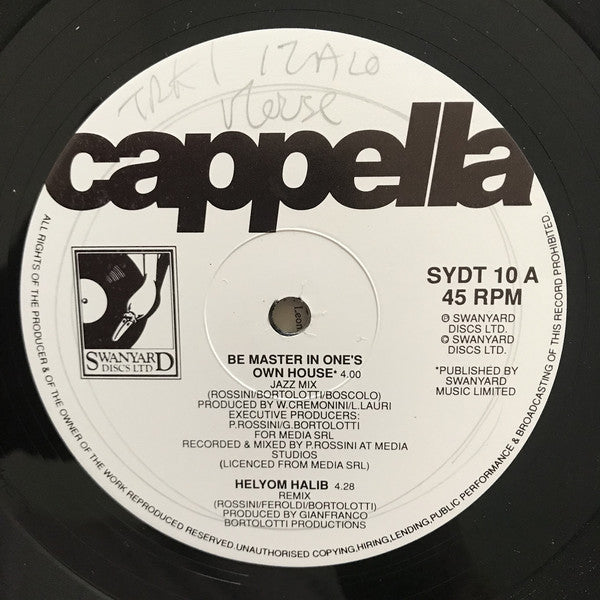 TRK 1 ITALO
House
cappella
SWANYARD
DISCS LTD
SYDT 10 A
45 RPM
℗ SWANYARD
DISCS LTD.
© SWANYARD
DISCS LTD.
*PUBLISHED BY
SWANYARD
MUSIC LIMITED
BE MASTER IN ONE'S
OWN HOUSE* 4.00
JAZZ MIX
(ROSSINI/BORTOLOTTI/BOSCOLO)
PRODUCED BY W.CREMONINI/L.LAURI
EXECUTIVE PRODUCERS:
P.ROSSINI/G.BORTOLOTTI
FOR MEDIA SRL
RECORDED & MIXED BY P.ROSSINI AT MEDIA
STUDIOS
(LICENCED FROM MEDIA SRL)
HELYOM HALIB 4.28
REMIX
(ROSSINI/FEROLDI/BORTOLOTTI)
PRODUCED BY GIANFRANCO
BORTOLOTTI PRODUCTIONS
ALL RIGHTS OF THE PRODUCER & OF THE OWNER OF THE WORK REPRODUCED RESERVED.UNAUTHORISED COPYING,HIRING,LENDING,PUBLIC PERFORMANCE & BROADCASTING OF THIS RECORD PROHIBITED.